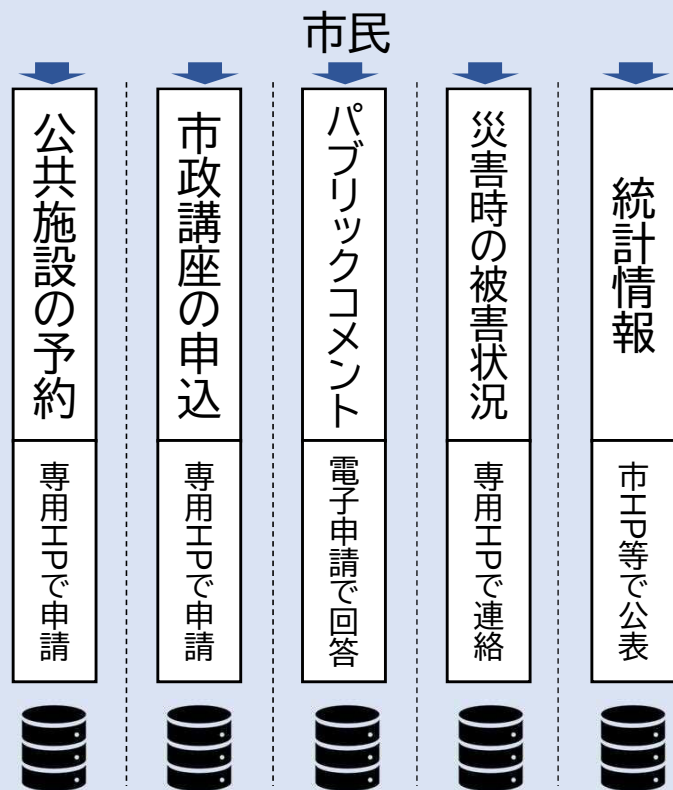 市民
公共施設の予約
専用HPで申請
市政講座の申込
専用HPで申請
パブリックコメント
電子申請で回答
災害時の被害状況
専用HPで連絡
統計情報
市HP等で公表